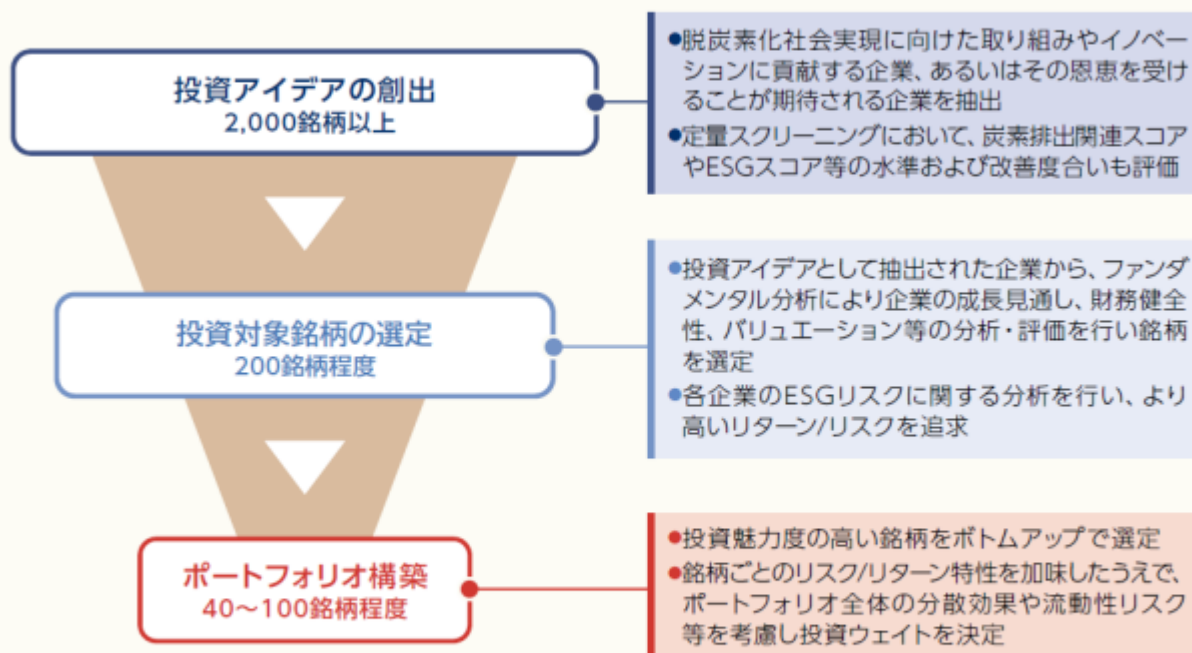 投資アイデアの創出
2,000銘柄以上
●脱炭素化社会実現に向けた取り組みやイノベー
ションに貢献する企業、あるいはその恩恵を受け
ることが期待される企業を抽出
●定量スクリーニングにおいて、炭素排出関連スコア
やESGスコア等の水準および改善度合いも評価
投資対象銘柄の選定
200銘柄程度
●投資アイデアとして抽出された企業から、ファンダ
メンタル分析により企業の成長見通し、財務健全
性、バリュエーション等の分析・評価を行い銘柄
を選定
●各企業のESGリスクに関する分析を行い、より
高いリターン/リスクを追求
ポートフォリオ構築
40～100銘柄程度
●投資魅力度の高い銘柄をボトムアップで選定
●銘柄ごとのリスク/リターン特性を加味したうえで、
ポートフォリオ全体の分散効果や流動性リスク
等を考慮し投資ウェイトを決定